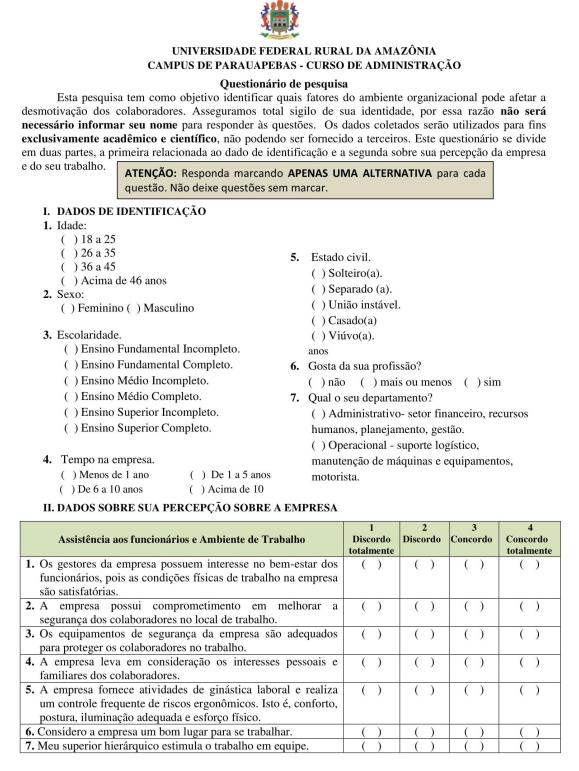 UNIVERSIDADE FEDERAL RURAL DA AMAZÔNIA
CAMPUS DE PARAUAPEBAS - CURSO DE ADMINISTRAÇÃO
Questionário de pesquisa
Esta pesquisa tem como objetivo identificar quais fatores do ambiente organizacional pode afetar a
desmotivação dos colaboradores. Asseguramos total sigilo de sua identidade, por essa razão não será
necessário informar seu nome para responder às questões. Os dados coletados serão utilizados para fins
exclusivamente acadêmico e científico, não podendo ser fornecido a terceiros. Este questionário se divide
em duas partes, a primeira relacionada ao dado de identificação e a segunda sobre sua percepção da empresa
e do seu trabalho.
ATENÇÃO: Responda marcando APENAS UMA ALTERNATIVA para cada
questão. Não deixe questões sem marcar.
I. DADOS DE IDENTIFICAÇÃO
1. Idade:
( ) 18 a 25
( ) 26 a 35
( ) 36 a 45
( ) Acima de 46 anos
2. Sexo:
( ) Feminino ( ) Masculino
3. Escolaridade.
( ) Ensino Fundamental Incompleto.
( ) Ensino Fundamental Completo.
( ) Ensino Médio Incompleto.
( ) Ensino Médio Completo.
( ) Ensino Superior Incompleto.
( ) Ensino Superior Completo.
4. Tempo na empresa.
( ) Menos de 1 ano ( ) De 1 a 5 anos
( ) De 6 a 10 anos ( ) Acima de 10
5. Estado civil.
( ) Solteiro(a).
( ) Separado (a).
( ) União instável.
( ) Casado(a)
( ) Viúvo(a).
anos
6. Gosta da sua profissão?
( ) não ( ) mais ou menos ( ) sim
7. Qual o seu departamento?
( ) Administrativo- setor financeiro, recursos
humanos, planejamento, gestão.
( ) Operacional - suporte logístico,
manutenção de máquinas e equipamentos,
motorista.
II. DADOS SOBRE SUA PERCEPÇÃO SOBRE A EMPRESA
Assistência aos funcionários e Ambiente de Trabalho
1
Discordo
totalmente
2
Discordo
3
Concordo
4
Concordo
totalmente
1. Os gestores da empresa possuem interesse no bem-estar dos ( ) ( ) ( ) ( )
funcionários, pois as condições físicas de trabalho na empresa
são satisfatórias.
2. A empresa possui comprometimento em melhorar a ( ) ( ) ( ) ( )
segurança dos colaboradores no local de trabalho.
3. Os equipamentos de segurança da empresa são adequados ( ) ( ) ( ) ( )
para proteger os colaboradores no trabalho.
4. A empresa leva em consideração os interesses pessoais e ( ) ( ) ( ) ( )
familiares dos colaboradores.
5. A empresa fornece atividades de ginástica laboral e realiza ( ) ( ) ( ) ( )
um controle frequente de riscos ergonômicos. Isto é, conforto,
postura, iluminação adequada e esforço físico.
6. Considero a empresa um bom lugar para se trabalhar. ( ) ( ) ( ) ( )
7. Meu superior hierárquico estimula o trabalho em equipe. ( ) ( ) ( ) ( )